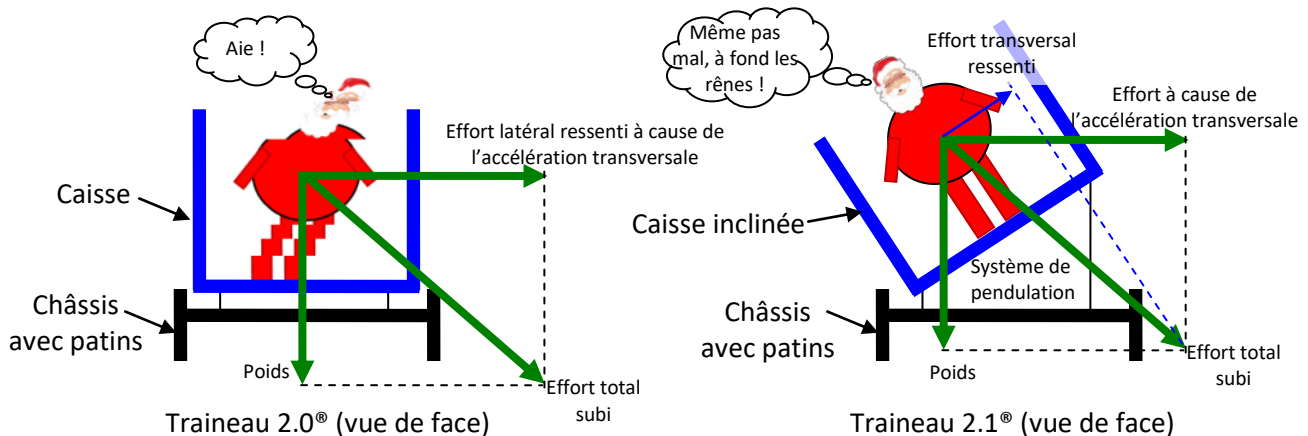 Aie !
Effort latéral ressenti à cause de
l’accélération transversale
Caisse
Châssis
avec patins
Poids
Effort total
subi
Traineau 2.0® (vue de face)
Même pas
mal, à fond les
rênes !
Effort transversal
ressenti
Effort à cause de
l’accélération transversale
Caisse inclinée
Système de
pendulation
Châssis
avec patins
Poids
Effort total
subi
Traineau 2.1® (vue de face)